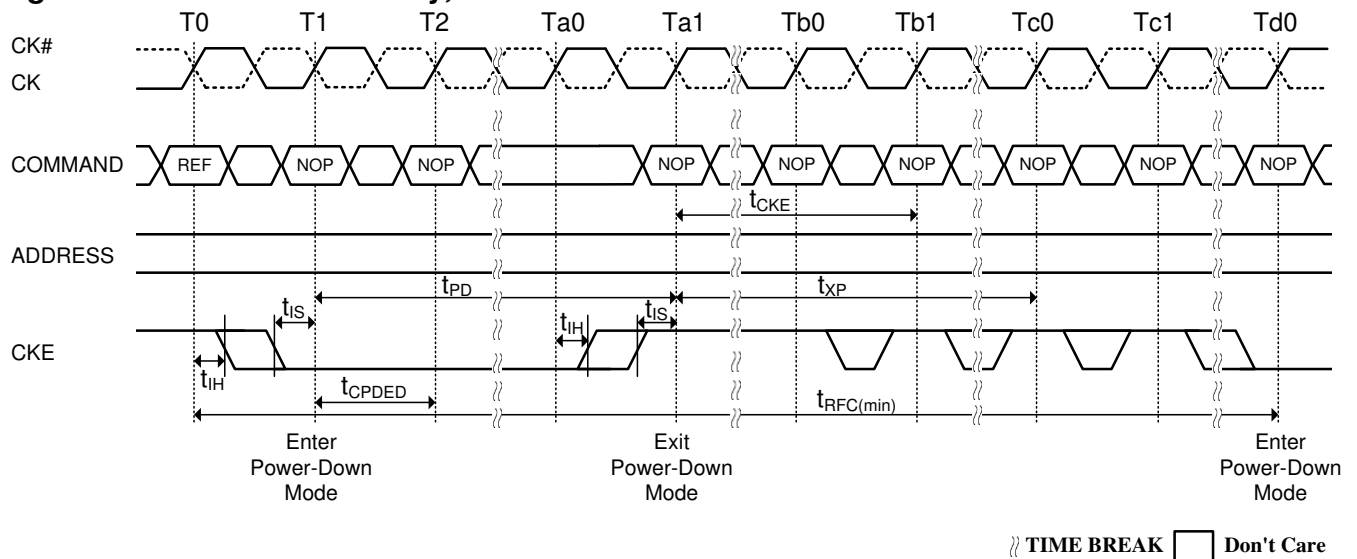 T0 T1 T2 Ta0 Ta1 Tb0 Tb1 Tc0 Tc1 Td0
CK#
CK
COMMAND REF NOP NOP NOP NOP NOP NOP NOP NOP
tCKE
ADDRESS
tPD tXP
tIS tIH tIS
CKE
tIH
tCPDED
tRFC(min)
Enter Power-Down Mode
Exit Power-Down Mode
Enter Power-Down Mode
TIME BREAK Don't Care